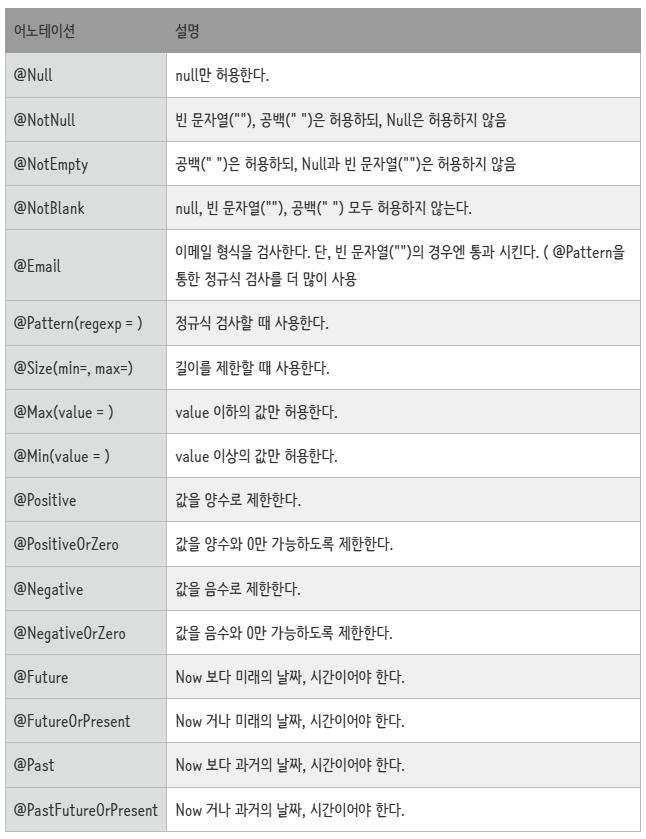 어노테이션 설명
@Null null만 허용한다.
@NotNull 빈 문자열(""), 공백(" ")은 허용하되, Null은 허용하지 않음
@NotEmpty 공백(" ")은 허용하되, Null과 빈 문자열("")은 허용하지 않음
@NotBlank null, 빈 문자열(""), 공백(" ") 모두 허용하지 않는다.
@Email 이메일 형식을 검사한다. 단, 빈 문자열("")의 경우엔 통과 시킨다. ( @Pattern을
통한 정규식 검사를 더 많이 사용
@Pattern(regexp = ) 정규식 검사할 때 사용한다.
@Size(min=, max=) 길이를 제한할 때 사용한다.
@Max(value = ) value 이하의 값만 허용한다.
@Min(value = ) value 이상의 값만 허용한다.
@Positive 값을 양수로 제한한다.
@PositiveOrZero 값을 양수와 0만 가능하도록 제한한다.
@Negative 값을 음수로 제한한다.
@NegativeOrZero 값을 음수와 0만 가능하도록 제한한다.
@Future Now 보다 미래의 날짜, 시간이어야 한다.
@FutureOrPresent Now 거나 미래의 날짜, 시간이어야 한다.
@Past Now 보다 과거의 날짜, 시간이어야 한다.
@PastFutureOrPresent Now 거나 과거의 날짜, 시간이어야 한다.